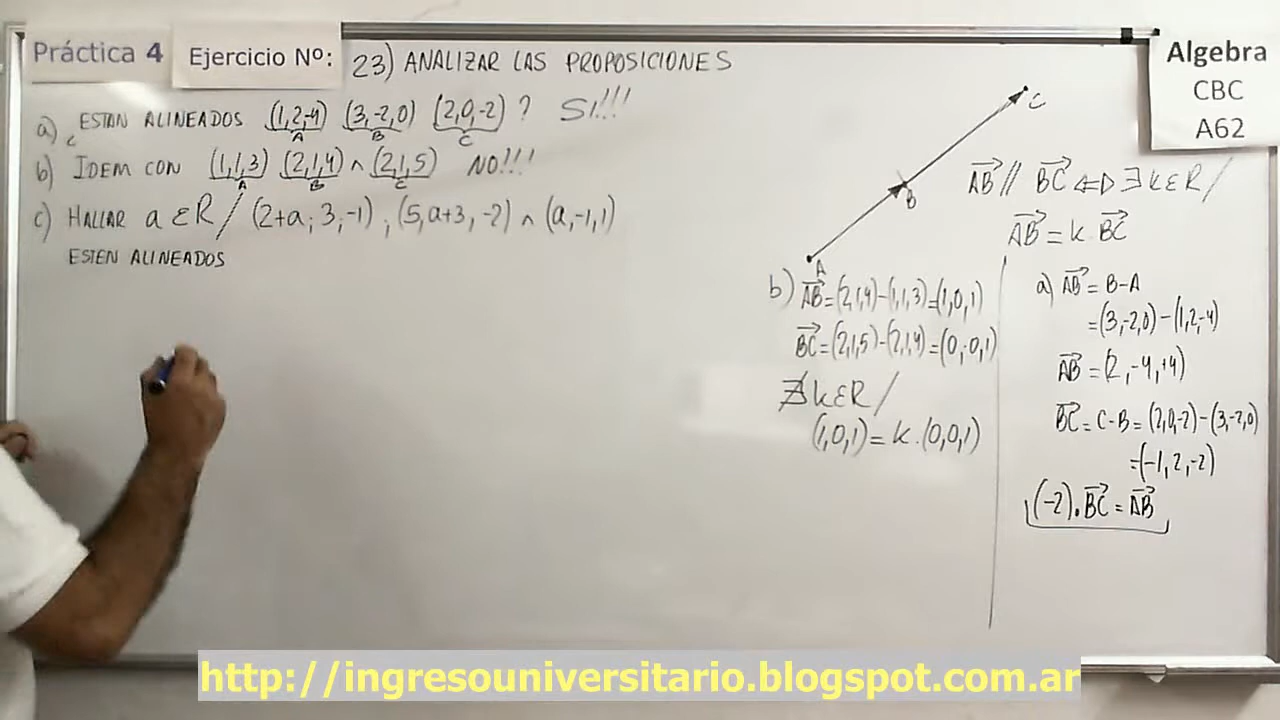 Práctica 4
Ejercicio Nº:
23) ANALIZAR LAS PROPOSICIONES
Algebra
CBC
A62
a) ¿ ESTAN ALINEADOS (1,2,-4) (3,-2,0) (2,0,-2) ? SI!!!
A B C
b) IDEM CON (1,1,3) (2,1,4) ∧ (2,1,5) NO!!!
A B C
c) HALLAR a ∈ R / (2+a; 3, -1) ; (5, a+3, -2) ∧ (a, -1, 1)
ESTEN ALINEADOS
A B C
AB // BC ⇔ ∃ k ∈ R /
AB = k. BC
b) AB = (2,1,4) - (1,1,3) = (1,0,1)
BC = (2,1,5) - (2,1,4) = (0,0,1)
∄ k ∈ R /
(1,0,1) = k.(0,0,1)
a) AB = B-A
= (3,-2,0) - (1,2,-4)
AB = (2, -4, +4)
BC = C-B = (2,0,-2) - (3,-2,0)
= (-1, 2, -2)
(-2). BC = AB
http://ingresouniversitario.blogspot.com.ar